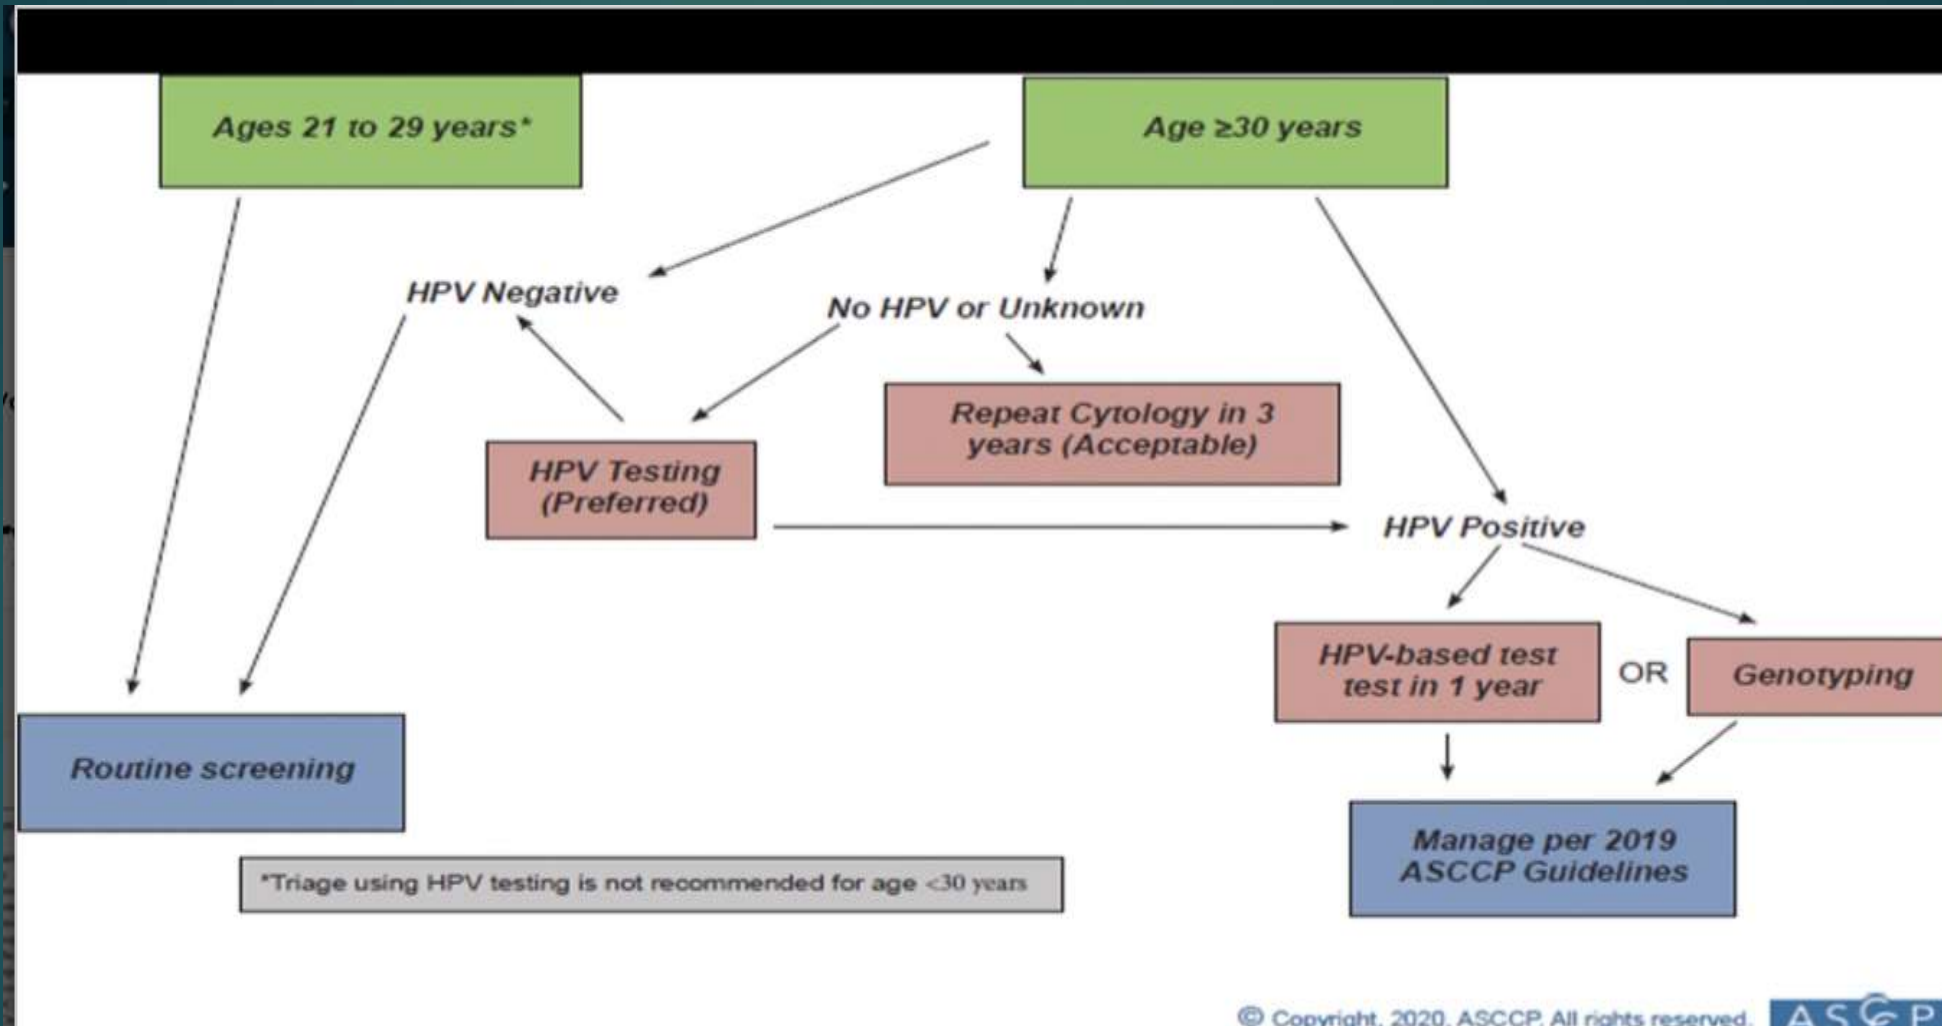 Ages 21 to 29 years*
Age ≥30 years
HPV Negative
No HPV or Unknown
Repeat Cytology in 3
years (Acceptable)
HPV Testing
(Preferred)
HPV Positive
HPV-based test
test in 1 year
OR
Genotyping
Routine screening
Manage per 2019
ASCCP Guidelines
*Triage using HPV testing is not recommended for age <30 years
© Copyright, 2020, ASCCP. All rights reserved.
ASCCP